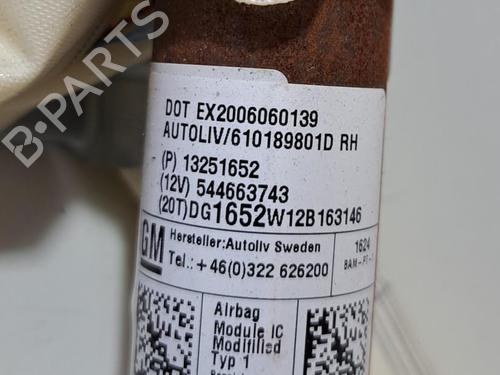 B-PARTS
DOT EX2006060139
AUTOLIV/610189801D RH
(P) 13251652
(12V) 544663743
(20T)DG1652W12B163146
GM
Hersteller:Autoliv Sweden
Tel.:+46(0)322 626200
1624
Airbag
Module IC
Modified
Typ 1